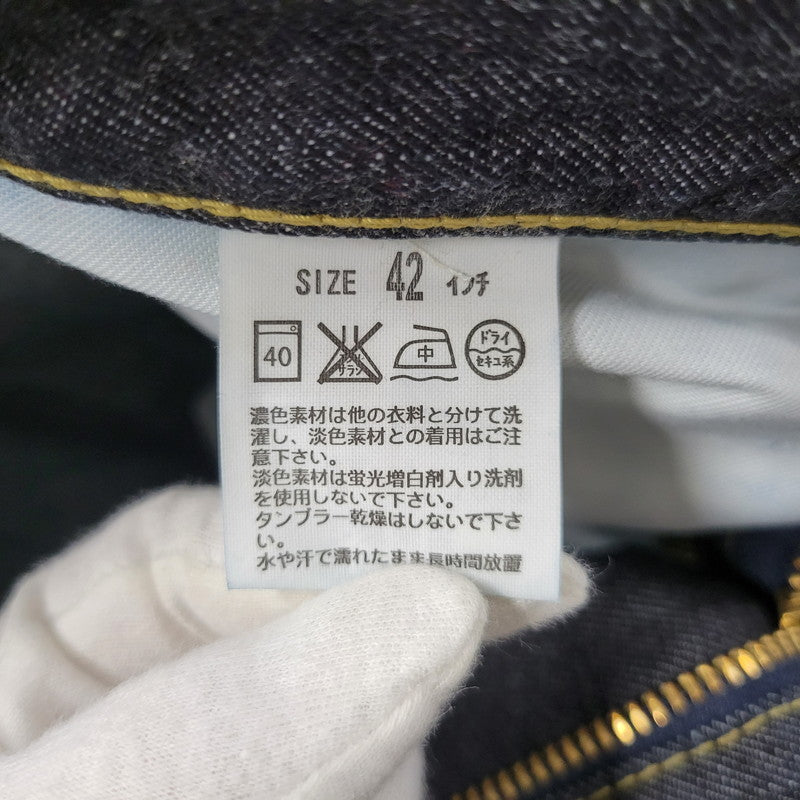 SIZE 42 インチ
40 中 ドライ
サラシ セキユ系
濃色素材は他の衣料と分けて洗
濯し、淡色素材との着用はご注
意下さい。
淡色素材は蛍光増白剤入り洗剤
を使用しないで下さい。
タンブラー乾燥はしないで下さ
い。
水や汗で濡れたまま長時間放置